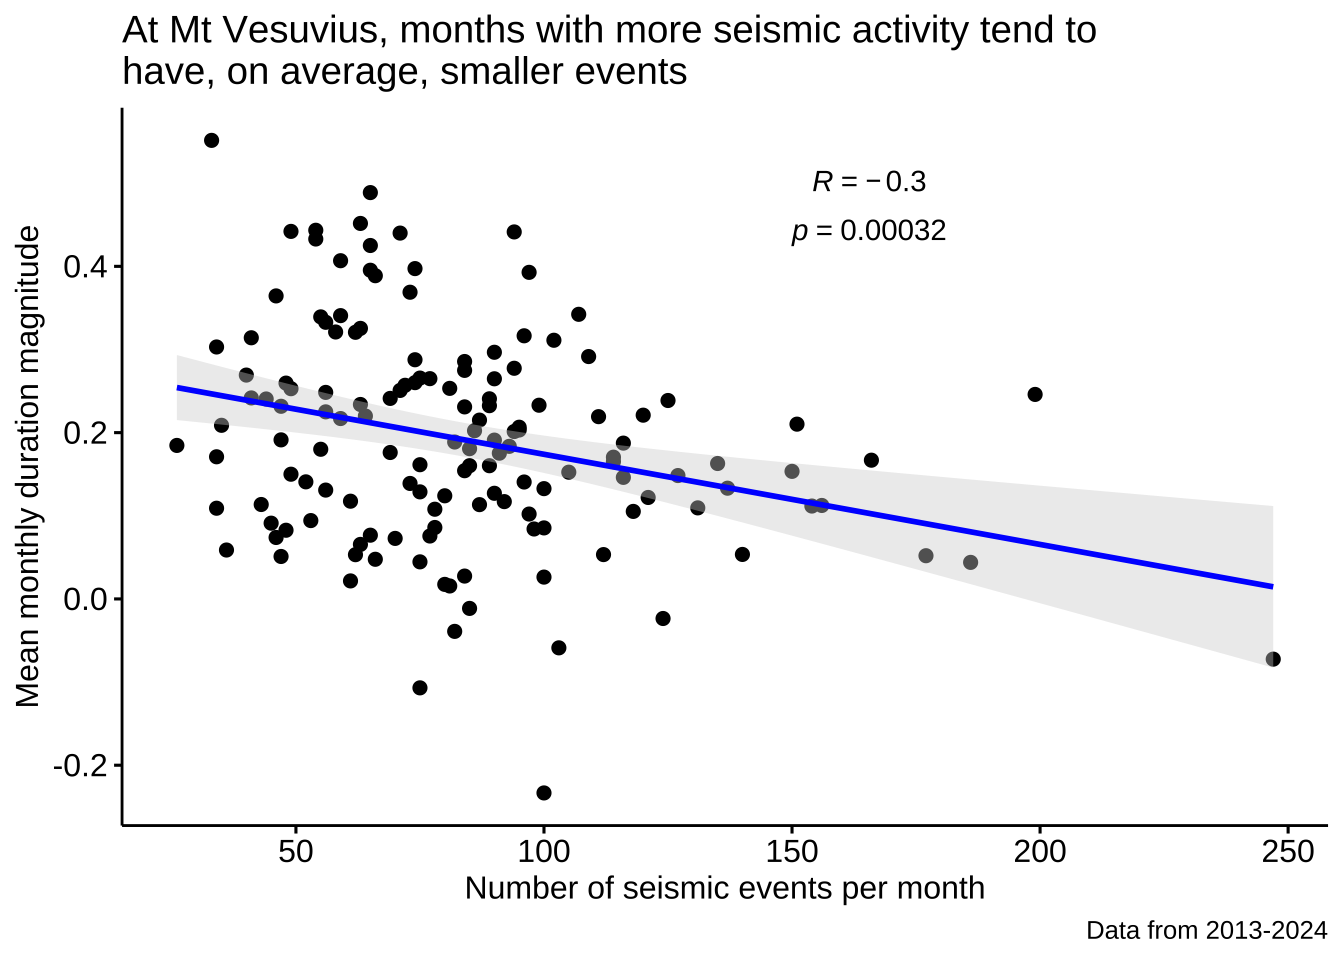 At Mt Vesuvius, months with more seismic activity tend to
have, on average, smaller events
R = −0.3
p = 0.00032
Mean monthly duration magnitude
0.4
0.2
0.0
-0.2
50 100 150 200 250
Number of seismic events per month
Data from 2013-2024